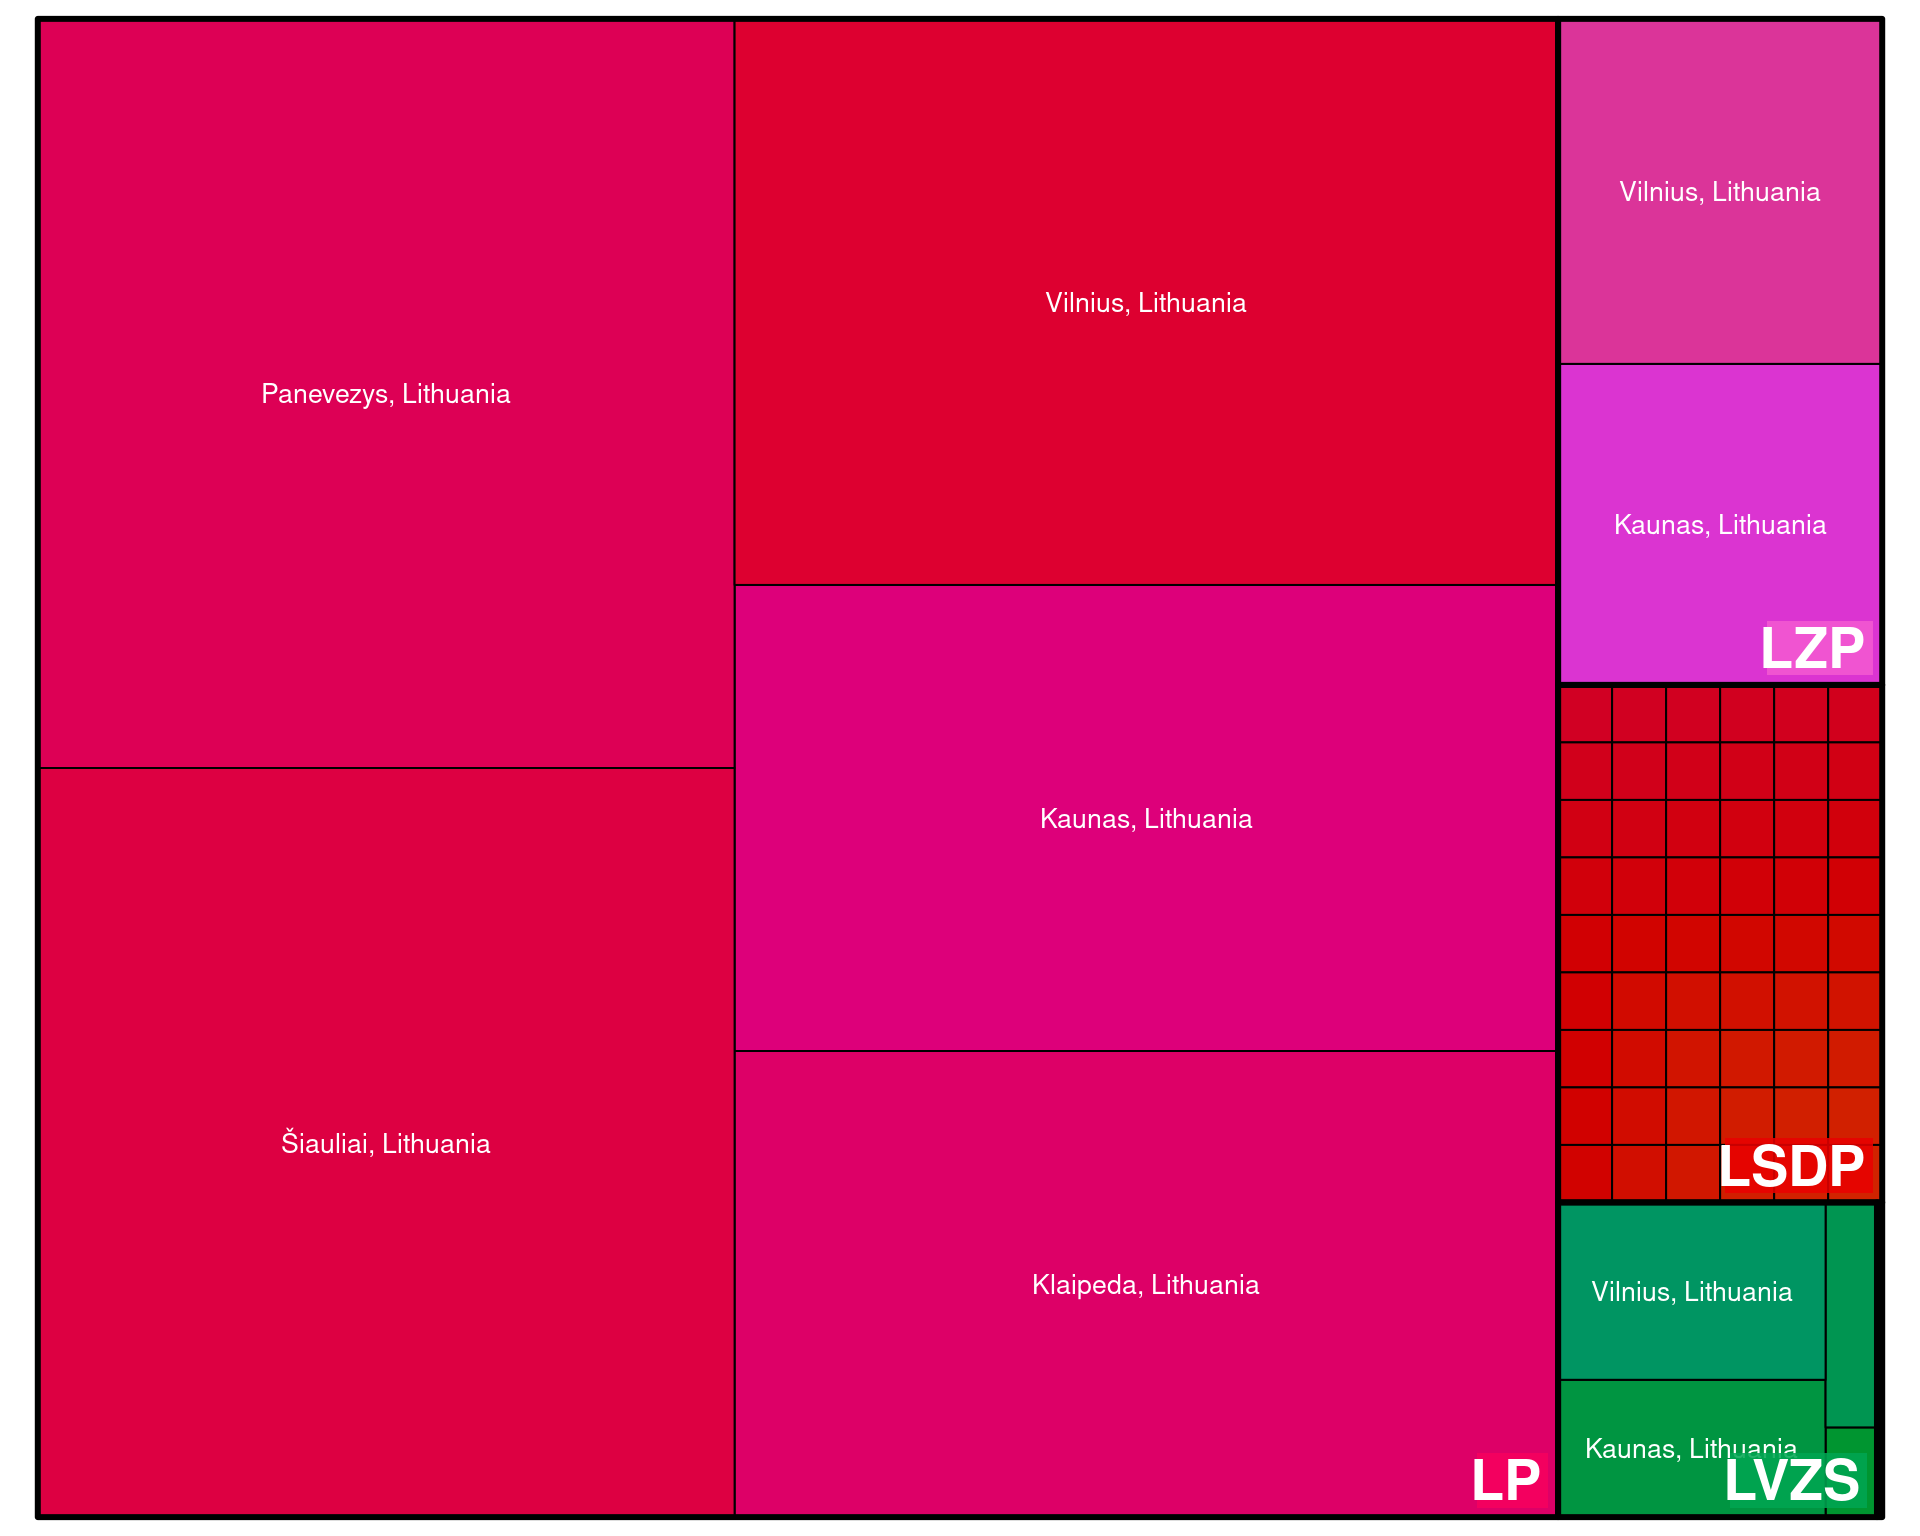 Panevezys, Lithuania
Šiauliai, Lithuania
Vilnius, Lithuania
Kaunas, Lithuania
Klaipeda, Lithuania
LP
Vilnius, Lithuania
Kaunas, Lithuania
LZP
LSDP
Vilnius, Lithuania
Kaunas, Lithuania
LVZS